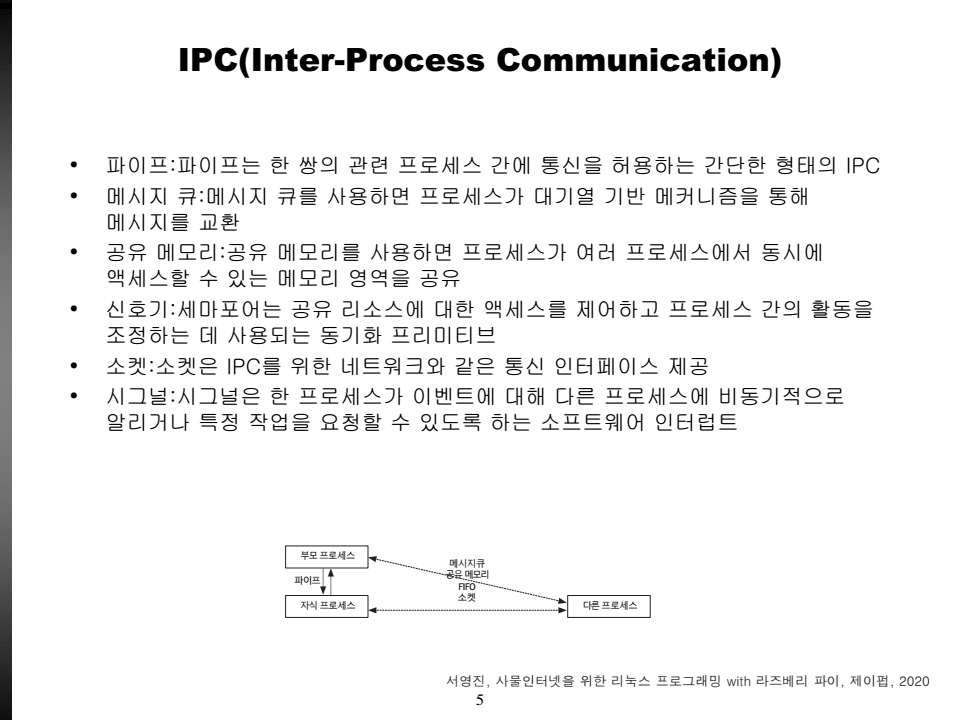 IPC(Inter-Process Communication)
• 파이프:파이프는 한 쌍의 관련 프로세스 간에 통신을 허용하는 간단한 형태의 IPC
• 메시지 큐:메시지 큐를 사용하면 프로세스가 대기열 기반 메커니즘을 통해
메시지를 교환
• 공유 메모리:공유 메모리를 사용하면 프로세스가 여러 프로세스에서 동시에
액세스할 수 있는 메모리 영역을 공유
• 신호기:세마포어는 공유 리소스에 대한 액세스를 제어하고 프로세스 간의 활동을
조정하는 데 사용되는 동기화 프리미티브
• 소켓:소켓은 IPC를 위한 네트워크와 같은 통신 인터페이스 제공
• 시그널:시그널은 한 프로세스가 이벤트에 대해 다른 프로세스에 비동기적으로
알리거나 특정 작업을 요청할 수 있도록 하는 소프트웨어 인터럽트
부모 프로세스
메시지큐
공유 메모리
FIFO
소켓
파이프
자식 프로세스
다른 프로세스
서영진, 사물인터넷을 위한 리눅스 프로그래밍 with 라즈베리 파이, 제이펍, 2020
5